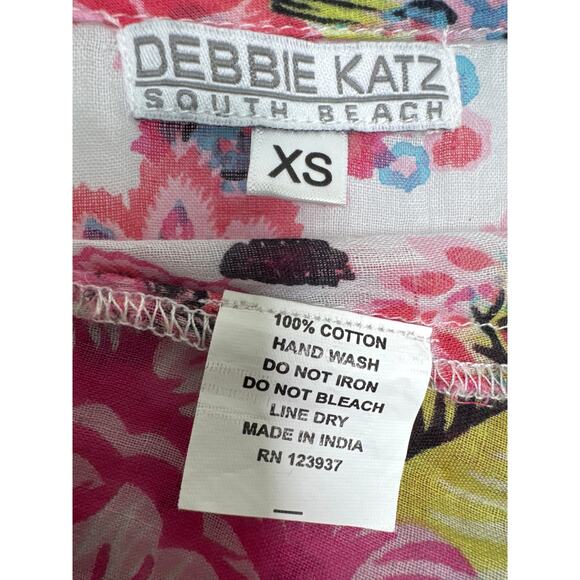 DEBBIE KATZ
SOUTH BEACH
XS
100% COTTON
HAND WASH
DO NOT IRON
DO NOT BLEACH
LINE DRY
MADE IN INDIA
RN 123937